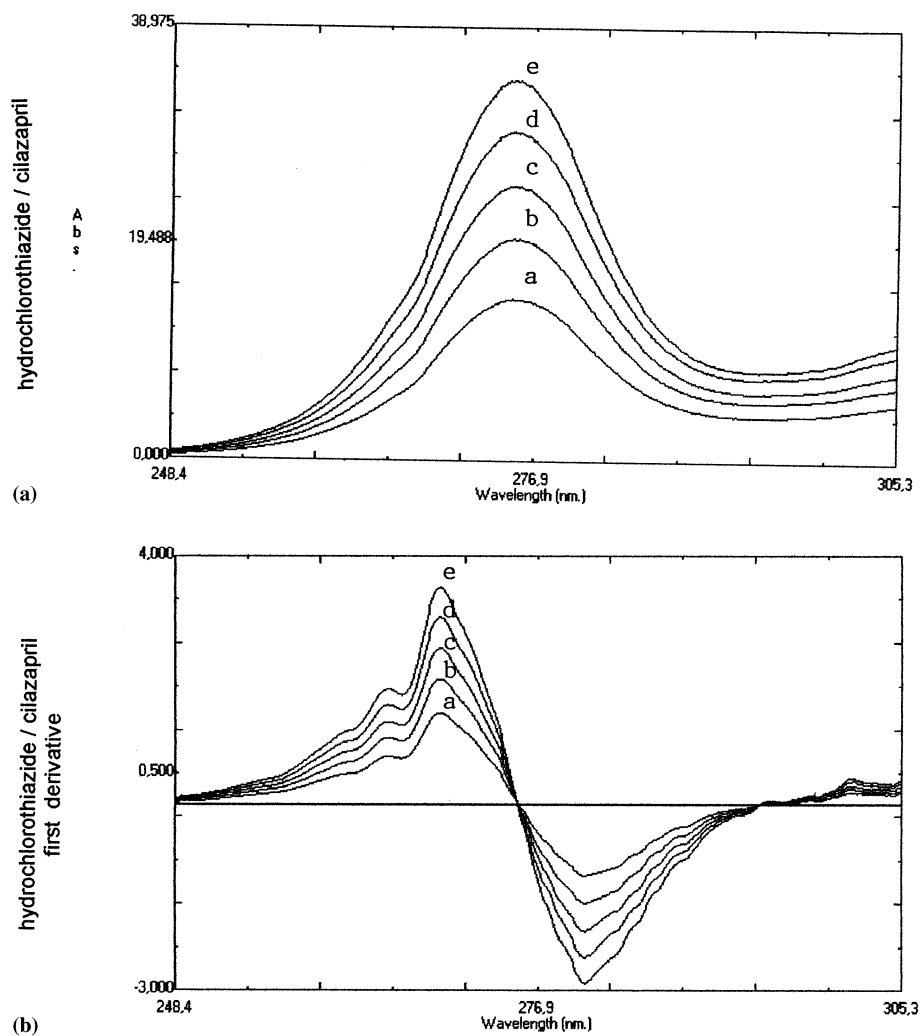 38,975
hydrochlorothiazide / cilazapril
A
b
s
.
19,488
0,000
e
d
c
b
a
248,4
276,9
305,3
Wavelength (nm.)
(a)
4,000
hydrochlorothiazide / cilazapril
first derivative
0,500
-3,000
e
d
c
b
a
248,4
276,9
305,3
Wavelength (nm.)
(b)